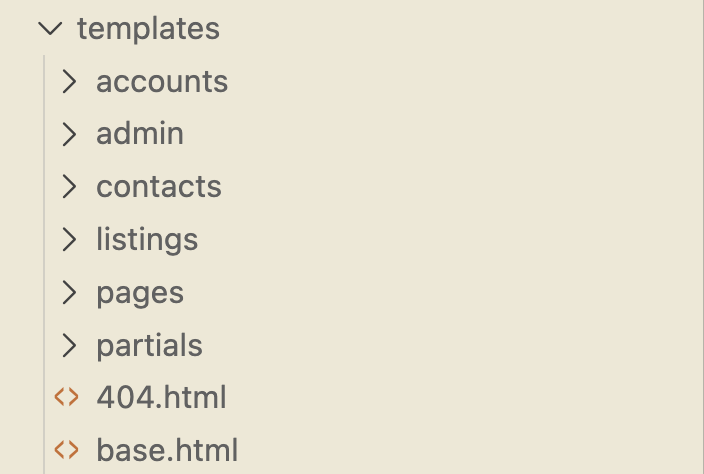 templates
accounts
admin
contacts
listings
pages
partials
404.html
base.html